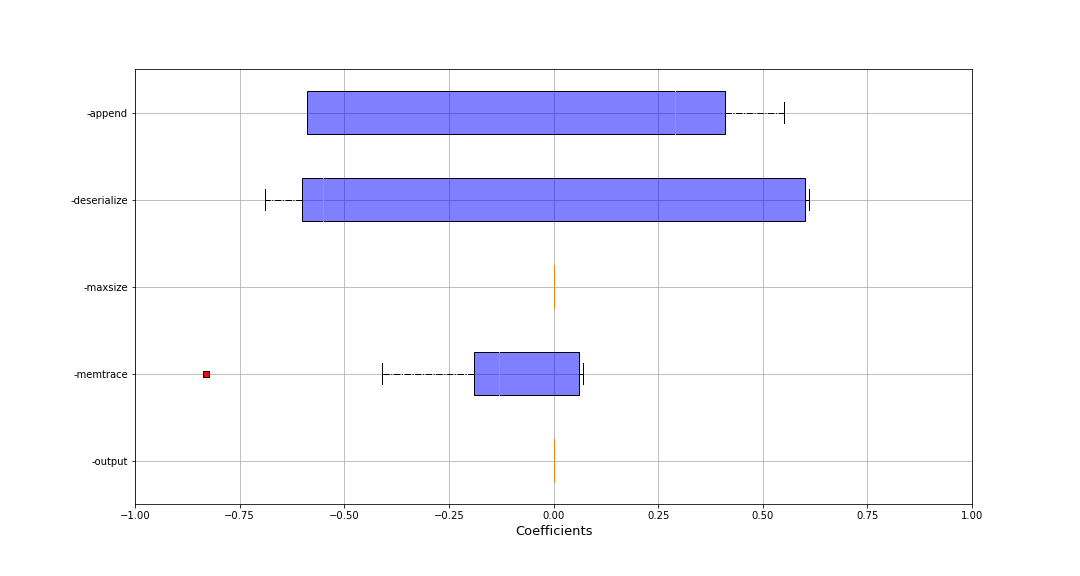 -append
-deserialize
-maxsize
-memtrace
-output
−1.00 −0.75 −0.50 −0.25 0.00 0.25 0.50 0.75 1.00
Coefficients